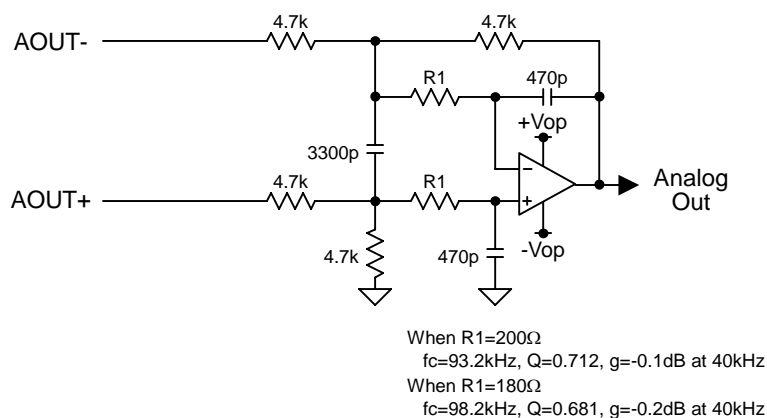 4.7k
4.7k
AOUT-
R1
470p
+Vop
3300p
4.7k
R1
Analog
Out
AOUT+
-Vop
4.7k
470p
When R1=200Ω
fc=93.2kHz, Q=0.712, g=-0.1dB at 40kHz
When R1=180Ω
fc=98.2kHz, Q=0.681, g=-0.2dB at 40kHz